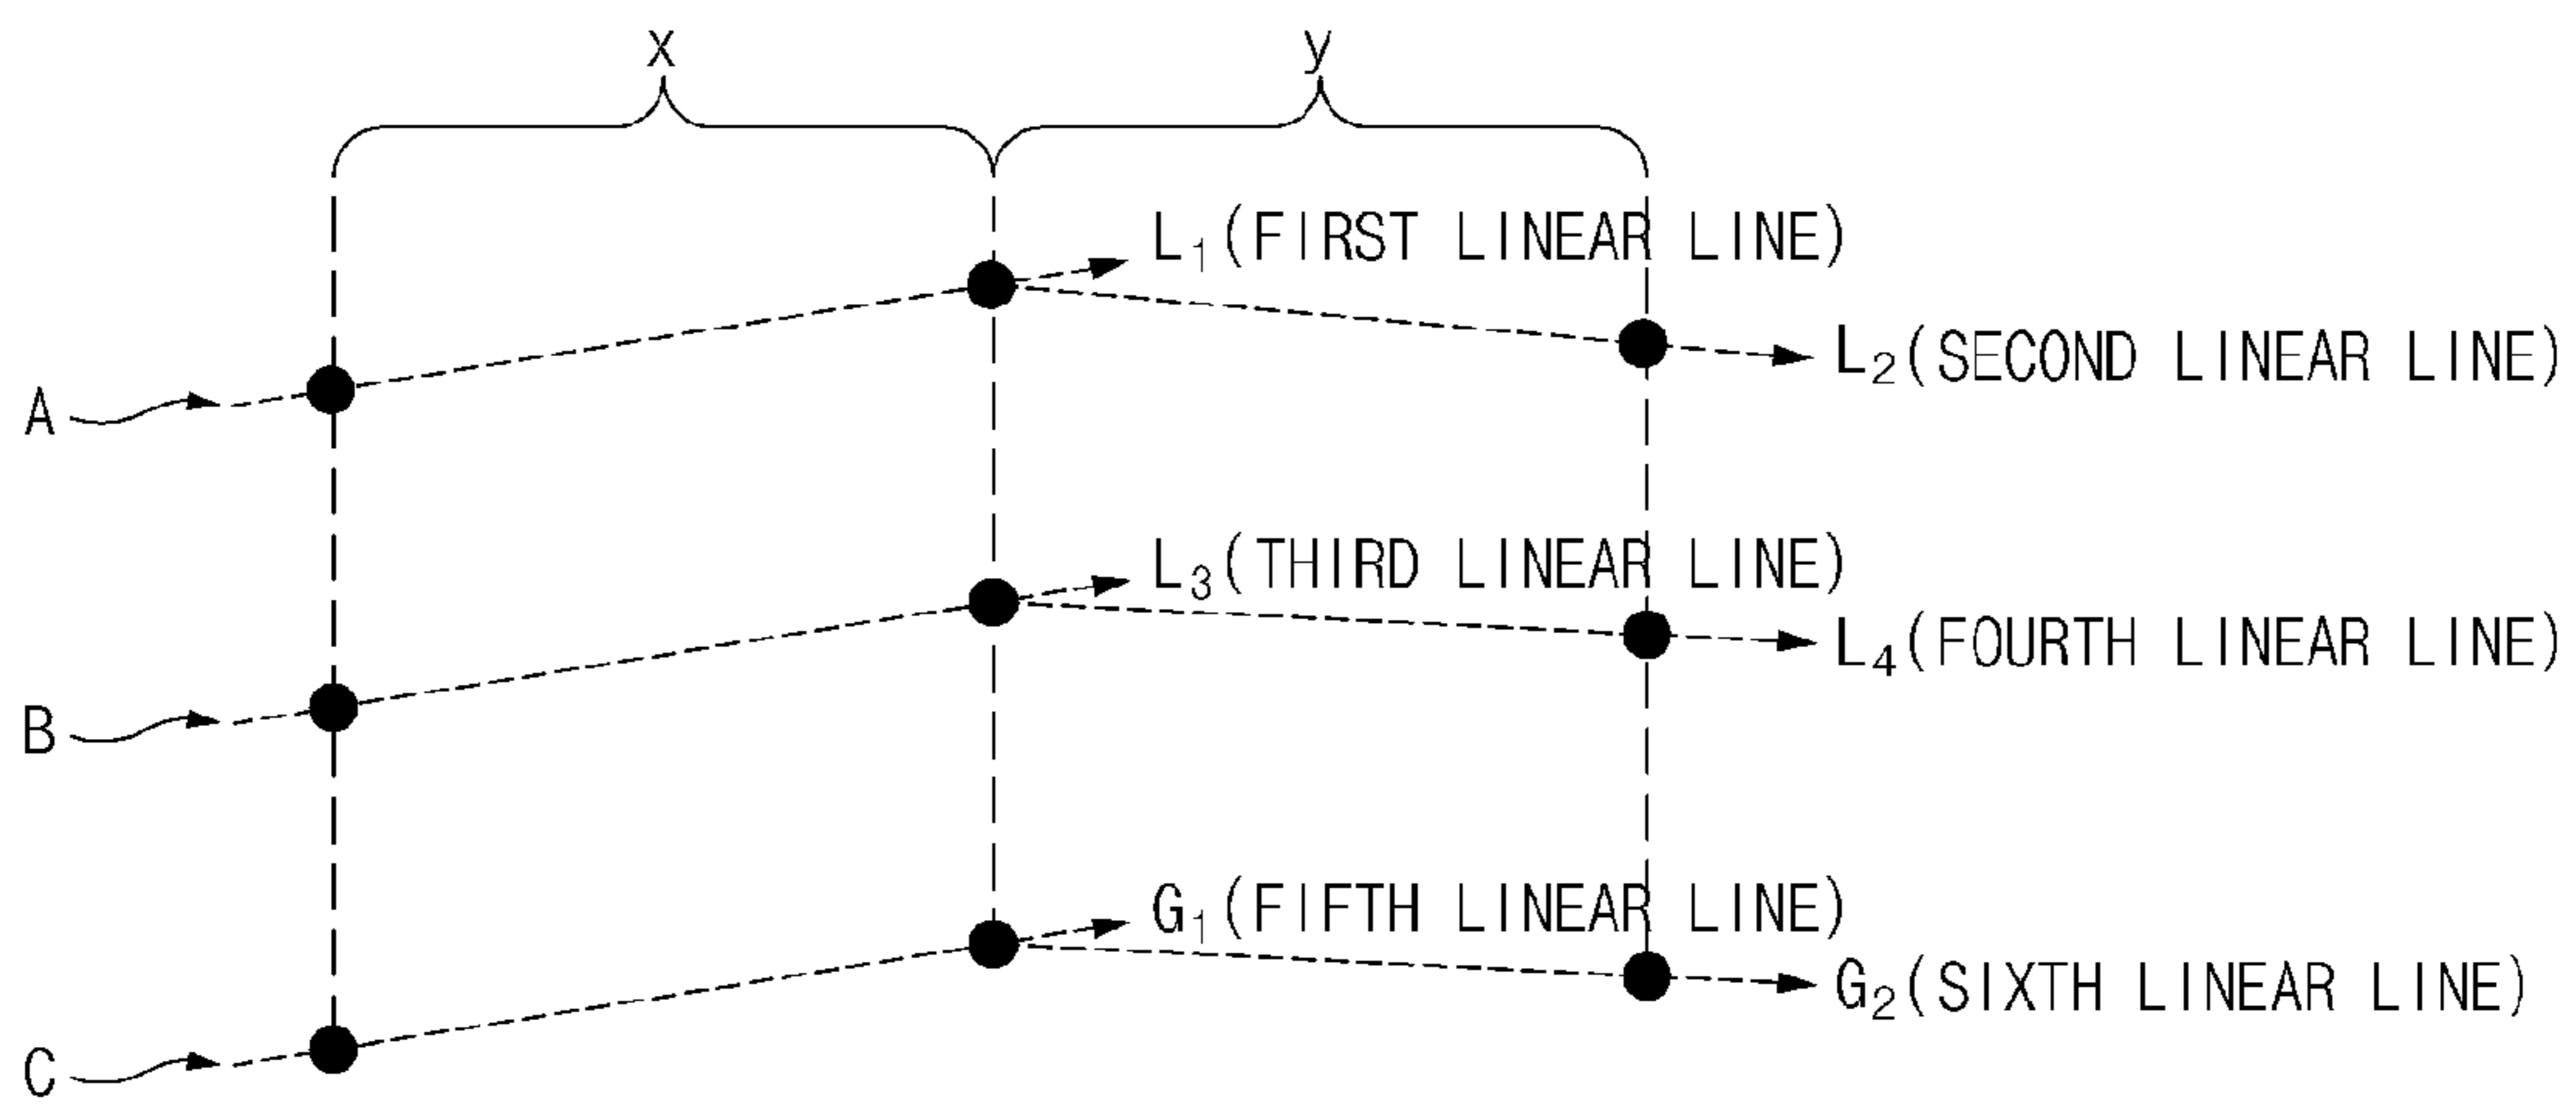 x
y
L1(FIRST LINEAR LINE)
L2(SECOND LINEAR LINE)
A
L3(THIRD LINEAR LINE)
L4(FOURTH LINEAR LINE)
B
G1(FIFTH LINEAR LINE)
G2(SIXTH LINEAR LINE)
C